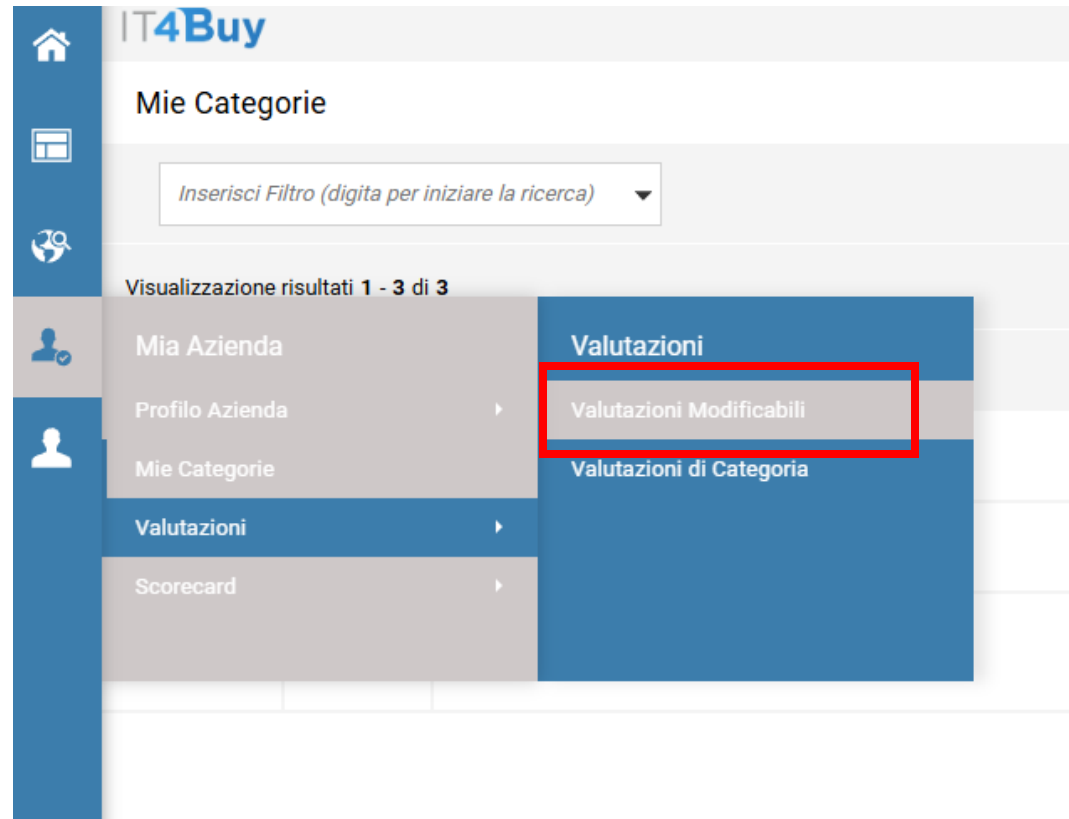 IT4Buy
Mie Categorie
Inserisci Filtro (digita per iniziare la ricerca)
Visualizzazione risultati 1 - 3 di 3
Mia Azienda
Profilo Azienda
Mie Categorie
Valutazioni
Scorecard
Valutazioni
Valutazioni Modificabili
Valutazioni di Categoria